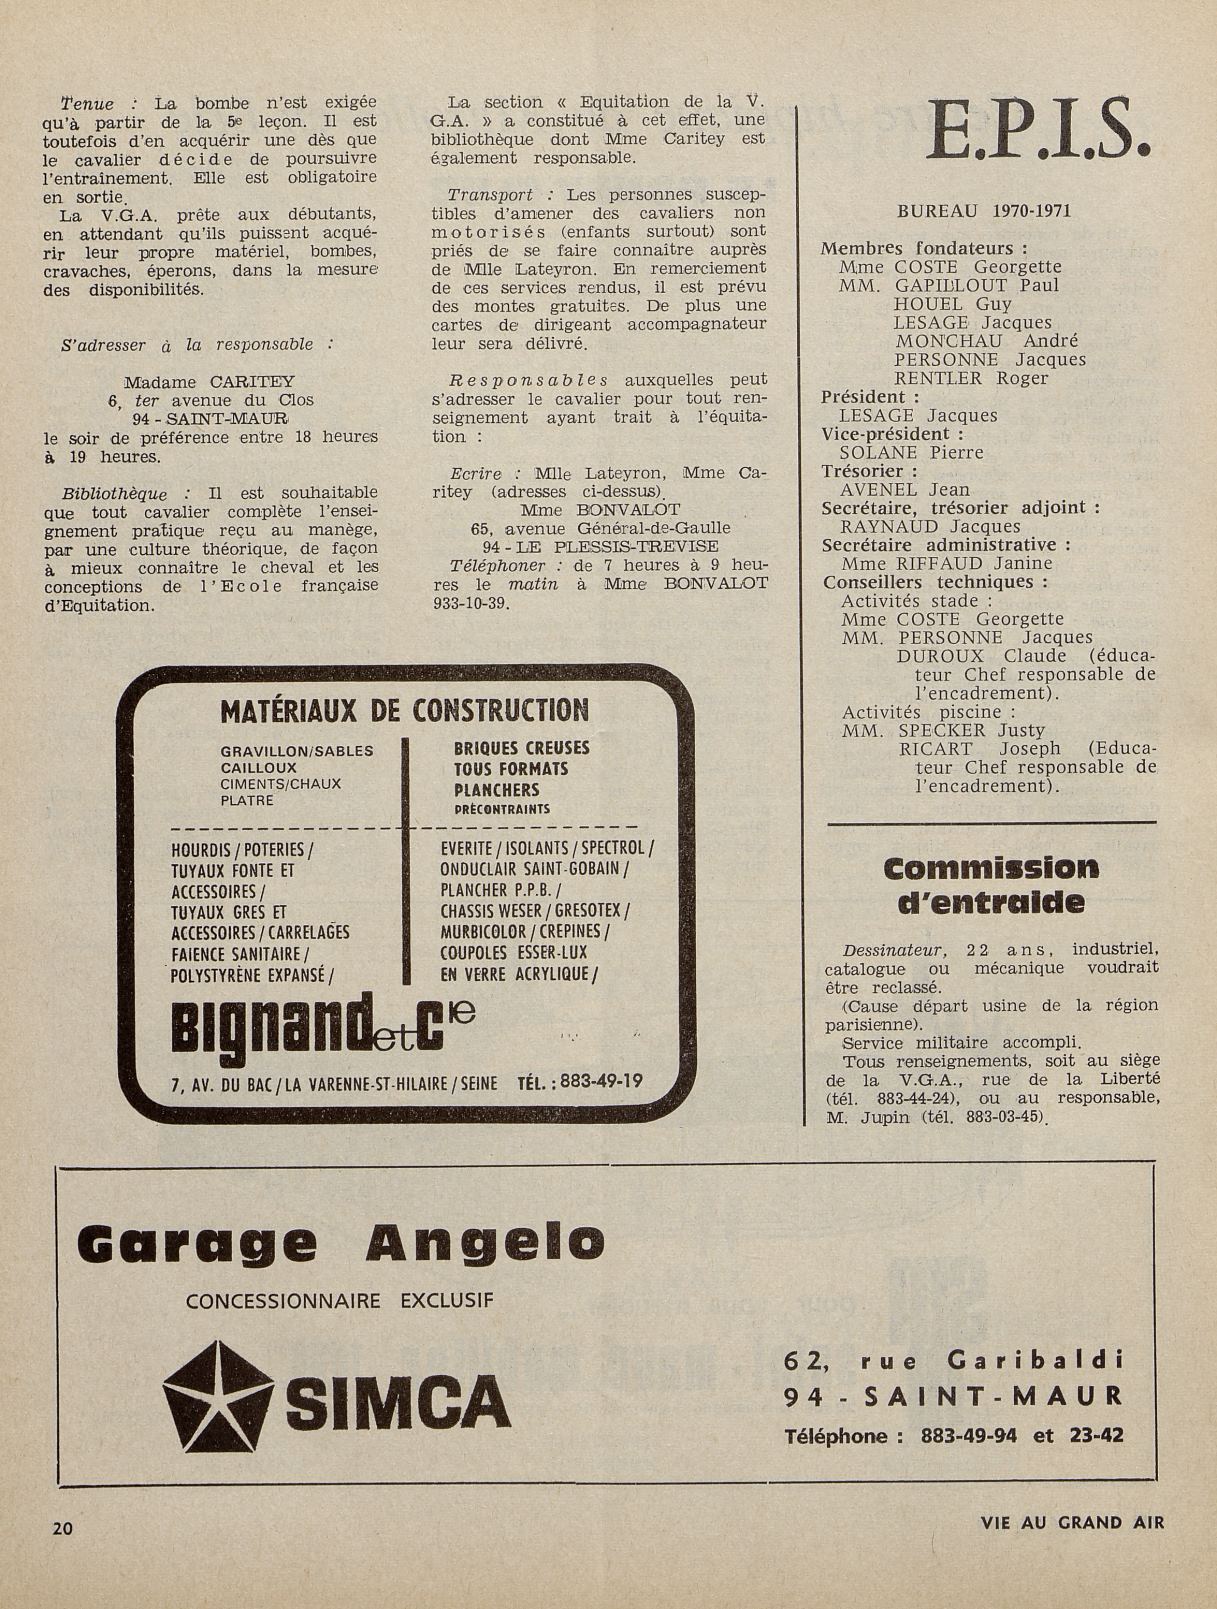 Tenue : La bombe n'est exigée
qu'à partir de la 5e leçon. Il est
toutefois d'en acquérir une dès que
le cavalier décide de poursuivre
l'entraînement. Elle est obligatoire
en sortie.
La V.G.A. prête aux débutants,
en attendant qu'ils puissent acqué-
rir leur propre matériel, bombes,
cravaches, éperons, dans la mesure
des disponibilités.
S'adresser à la responsable :
Madame CARITEY
6, ter avenue du Clos
94 - SAINT-MAUR
le soir de préférence entre 18 heures
à 19 heures.
Bibliothèque : Il est souhaitable
que tout cavalier complète l'ensei-
gnement pratique reçu au manège,
par une culture théorique, de façon
à mieux connaître le cheval et les
conceptions de l'Ecole française
d'Equitation.
La section « Equitation de la V.
G.A. » a constitué à cet effet, une
bibliothèque dont Mme Caritey est
également responsable.
Transport : Les personnes suscep-
tibles d'amener des cavaliers non
motorisés (enfants surtout) sont
priés de se faire connaître auprès
de Mlle Lateyron. En remerciement
de ces services rendus, il est prévu
des montes gratuites. De plus une
cartes de dirigeant accompagnateur
leur sera délivré.
Responsables auxquelles peut
s'adresser le cavalier pour tout ren-
seignement ayant trait à l'équita-
tion :
Ecrire : Mlle Lateyron, Mme Ca-
ritey (adresses ci-dessus).
Mme BONVALOT
65, avenue Général-de-Gaulle
94 - LE PLESSIS-TREVISE
Téléphoner : de 7 heures à 9 heu-
res le matin à Mme BONVALOT
933-10-39.
MATÉRIAUX DE CONSTRUCTION
GRAVILLON/SABLES
CAILLOUX
CIMENTS/CHAUX
PLATRE
BRIQUES CREUSES
TOUS FORMATS
PLANCHERS
PRÉCONTRAINTS
HOURDIS / POTERIES /
TUYAUX FONTE ET
ACCESSOIRES /
TUYAUX GRES ET
ACCESSOIRES / CARRELAGES
FAIENCE SANITAIRE /
POLYSTYRÈNE EXPANSÉ /
EVERITE / ISOLANTS / SPECTROL /
ONDUCLAIR SAINT-GOBAIN /
PLANCHER P.P.B. /
CHASSIS WESER / GRESOTEX /
MURBICOLOR / CREPINES /
COUPOLES ESSER-LUX
EN VERRE ACRYLIQUE /
Bignand et Cie
7, AV. DU BAC / LA VARENNE-ST-HILAIRE / SEINE TÉL. : 883-49-19
E.P.I.S.
BUREAU 1970-1971
Membres fondateurs :
Mme COSTE Georgette
MM. GAPILLOUT Paul
HOUEL Guy
LESAGE Jacques
MONCHAU André
PERSONNE Jacques
RENTLER Roger
Président :
LESAGE Jacques
Vice-président :
SOLANE Pierre
Trésorier :
AVENEL Jean
Secrétaire, trésorier adjoint :
RAYNAUD Jacques
Secrétaire administrative :
Mme RIFFAUD Janine
Conseillers techniques :
Activités stade :
Mme COSTE Georgette
MM. PERSONNE Jacques
DUROUX Claude (éduca-
teur Chef responsable de
l'encadrement).
Activités piscine :
MM. SPECKER Justy
RICART Joseph (Educa-
teur Chef responsable de
l'encadrement).
Commission
d'entraide
Dessinateur, 22 ans, industriel,
catalogue ou mécanique voudrait
être reclassé.
(Cause départ usine de la région
parisienne).
Service militaire accompli.
Tous renseignements, soit au siège
de la V.G.A., rue de la Liberté
(tél. 883-44-24), ou au responsable,
M. Jupin (tél. 883-03-45).
Garage Angelo
CONCESSIONNAIRE EXCLUSIF
SIMCA
62, rue Garibaldi
94 - SAINT-MAUR
Téléphone : 883-49-94 et 23-42
20
VIE AU GRAND AIR